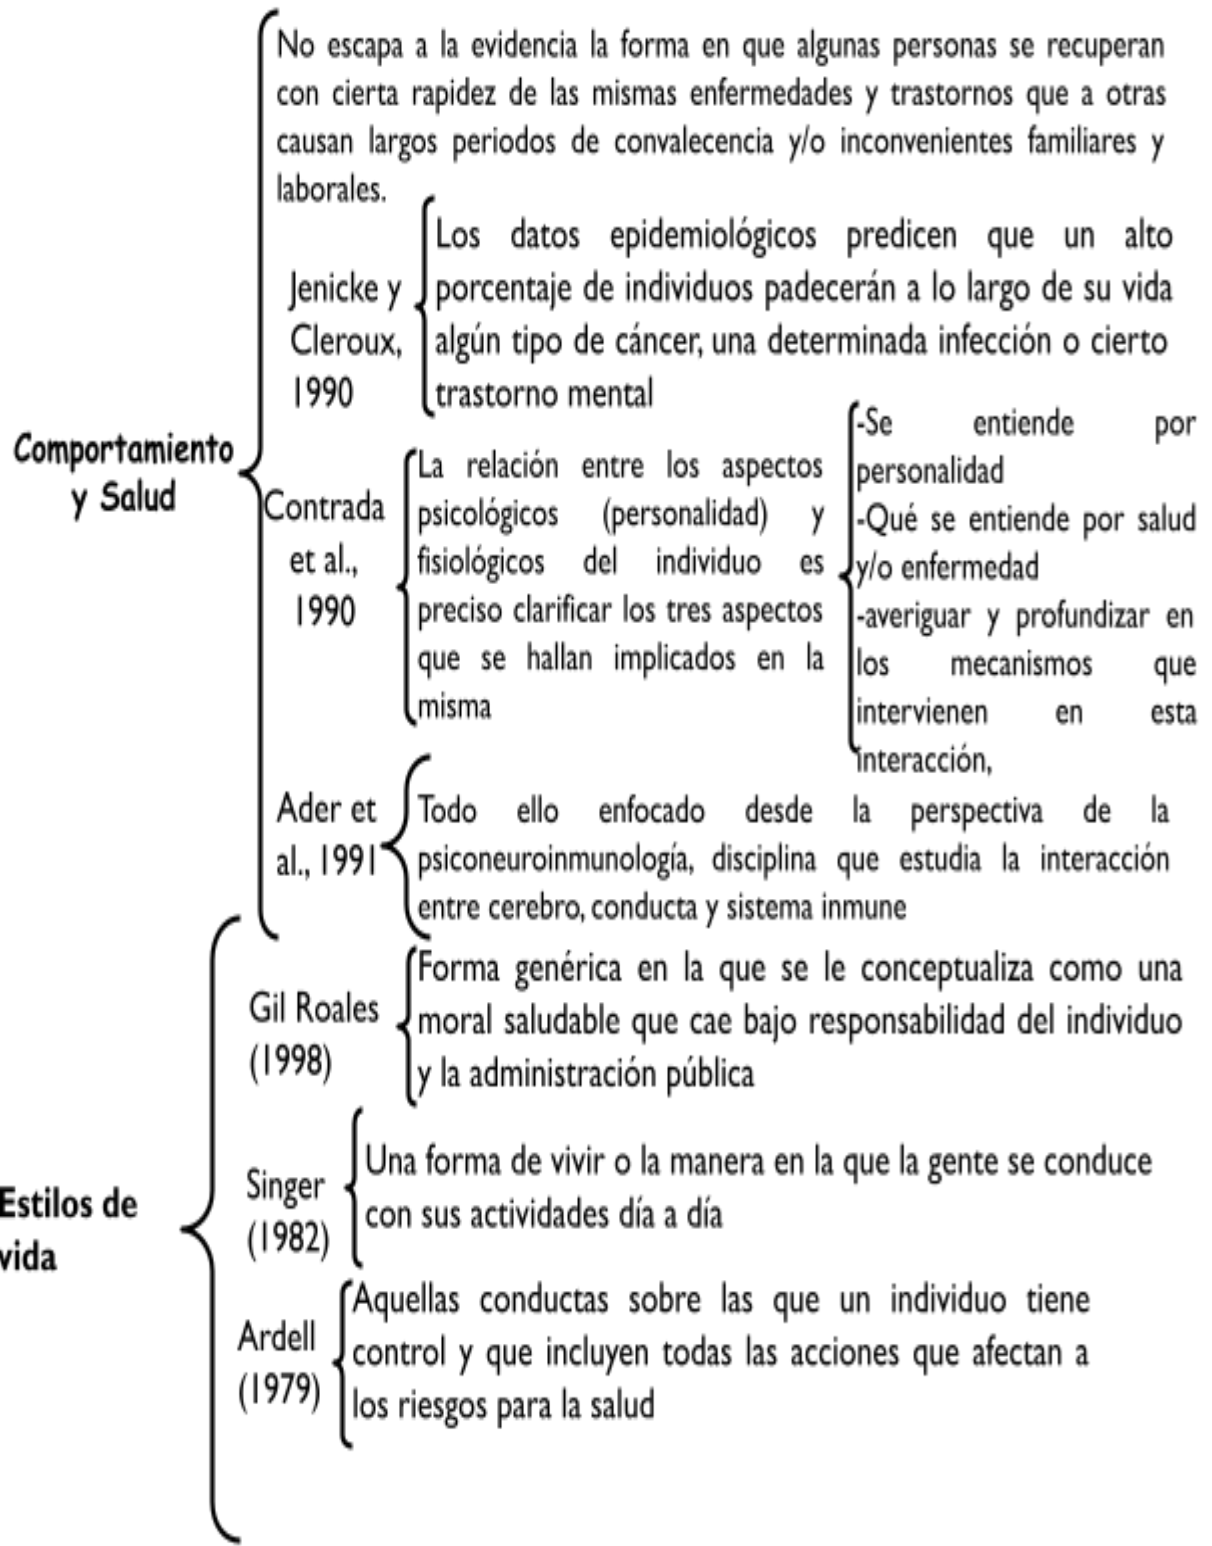 No escapa a la evidencia la forma en que algunas personas se recuperan
con cierta rapidez de las mismas enfermedades y trastornos que a otras
causan largos periodos de convalecencia y/o inconvenientes familiares y
laborales.
Comportamiento
y Salud
Jenicke y
Cleroux,
1990
Los datos epidemiológicos predicen que un alto
porcentaje de individuos padecerán a lo largo de su vida
algún tipo de cáncer, una determinada infección o cierto
trastorno mental
Contrada
et al.,
1990
La relación entre los aspectos
psicológicos (personalidad) y
fisiológicos del individuo es
preciso clarificar los tres aspectos
que se hallan implicados en la
misma
-Se entiende por
personalidad
-Qué se entiende por salud
y/o enfermedad
-averiguar y profundizar en
los mecanismos que
intervienen en esta
interacción,
Ader et
al., 1991
Todo ello enfocado desde la perspectiva de la
psiconeuroinmunología, disciplina que estudia la interacción
entre cerebro, conducta y sistema inmune
Estilos de
vida
Gil Roales
(1998)
Forma genérica en la que se le conceptualiza como una
moral saludable que cae bajo responsabilidad del individuo
y la administración pública
Singer
(1982)
Una forma de vivir o la manera en la que la gente se conduce
con sus actividades día a día
Ardell
(1979)
Aquellas conductas sobre las que un individuo tiene
control y que incluyen todas las acciones que afectan a
los riesgos para la salud